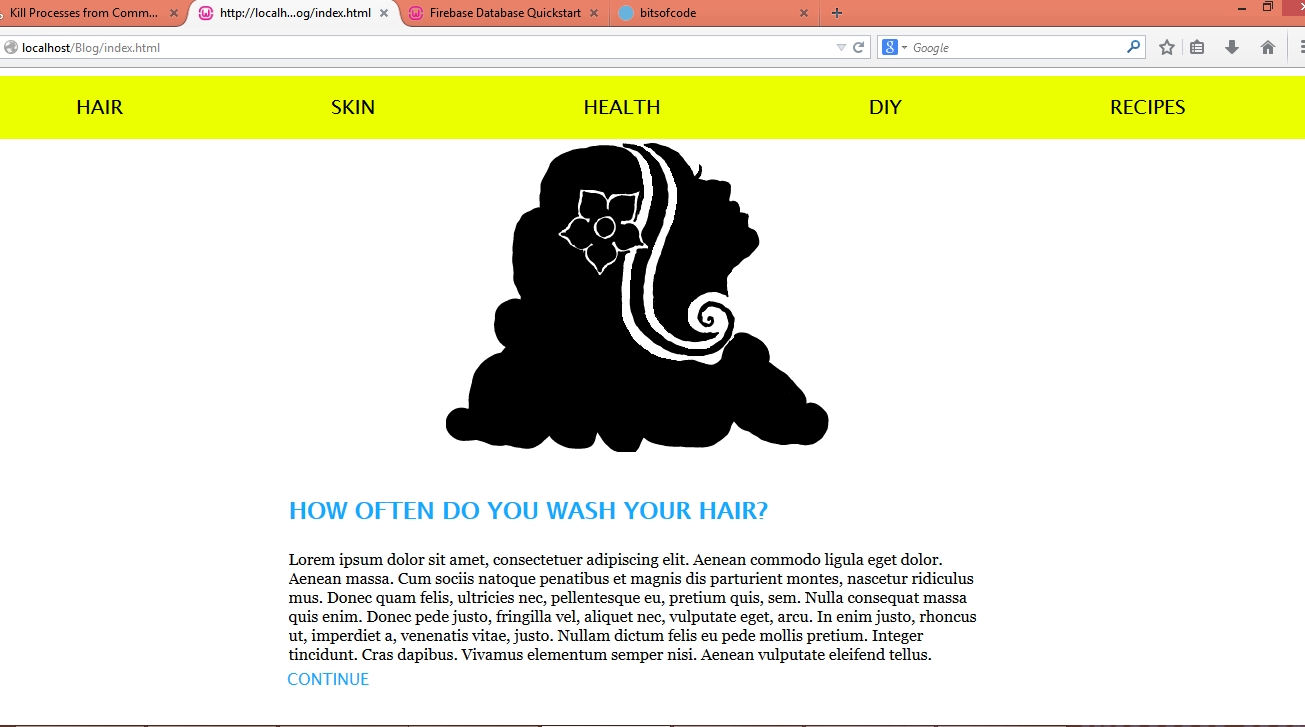 Kill Processes from Comm...
http://localh...og/index.html
Firebase Database Quickstart
bitsofcode
localhost/Blog/index.html
Google
HAIR SKIN HEALTH DIY RECIPES
HOW OFTEN DO YOU WASH YOUR HAIR?
Lorem ipsum dolor sit amet, consectetuer adipiscing elit. Aenean commodo ligula eget dolor.
Aenean massa. Cum sociis natoque penatibus et magnis dis parturient montes, nascetur ridiculus
mus. Donec quam felis, ultricies nec, pellentesque eu, pretium quis, sem. Nulla consequat massa
quis enim. Donec pede justo, fringilla vel, aliquet nec, vulputate eget, arcu. In enim justo, rhoncus
ut, imperdiet a, venenatis vitae, justo. Nullam dictum felis eu pede mollis pretium. Integer
tincidunt. Cras dapibus. Vivamus elementum semper nisi. Aenean vulputate eleifend tellus.
CONTINUE